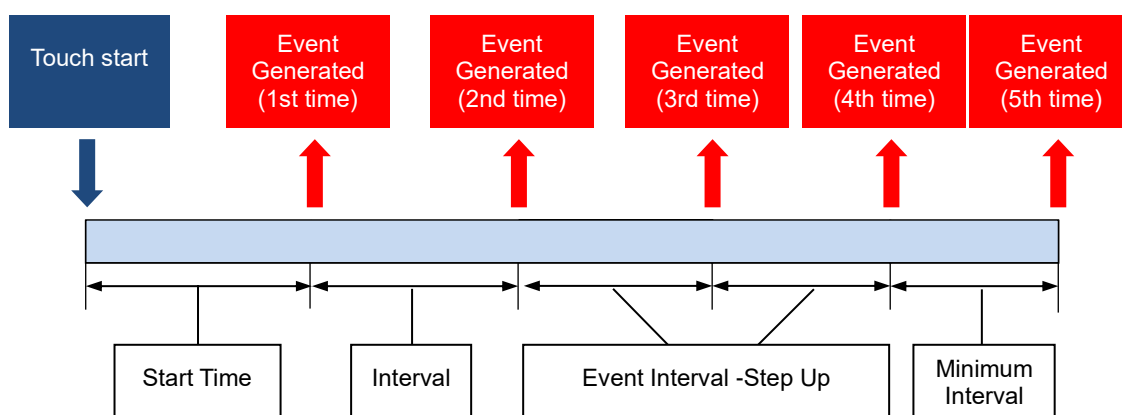 Touch start
Event
Generated
(1st time)
Event
Generated
(2nd time)
Event
Generated
(3rd time)
Event
Generated
(4th time)
Event
Generated
(5th time)
Start Time
Interval
Event Interval -Step Up
Minimum
Interval